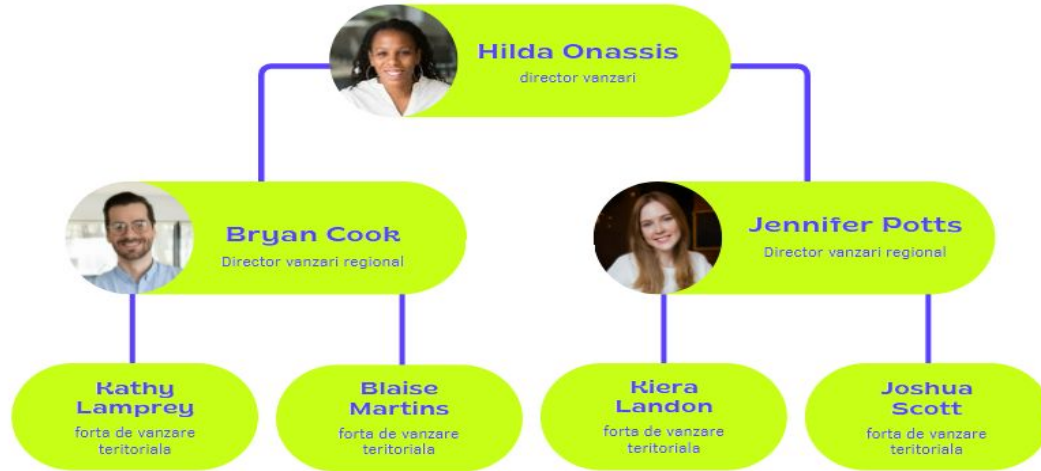 Hilda Onassis
director vanzari
Bryan Cook
Director vanzari regional
Jennifer Potts
Director vanzari regional
Kathy
Lamprey
forta de vanzare
teritoriala
Blaise
Martins
forta de vanzare
teritoriala
Kiera
Landon
forta de vanzare
teritoriala
Joshua
Scott
forta de vanzare
teritoriala